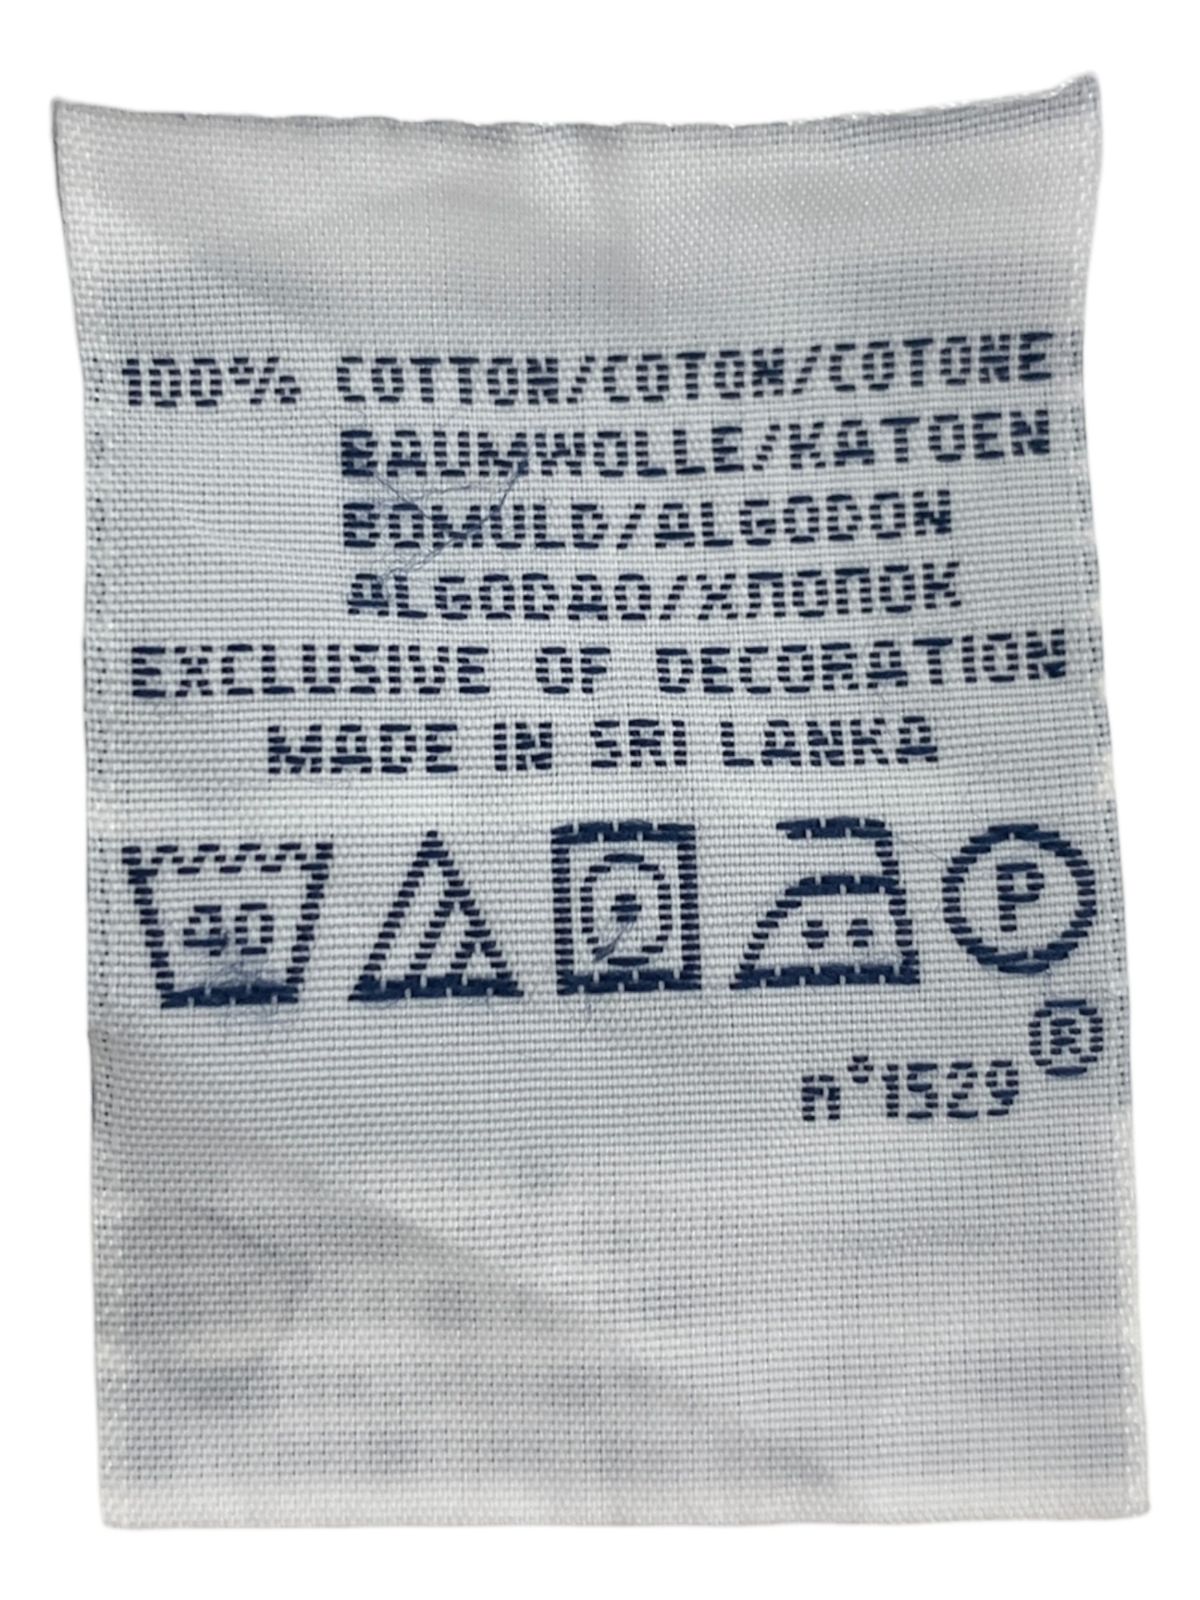 100% COTTON/COTON/COTONE
BAUMWOLLE/KATOEN
BOMULD/ALGODON
ALGODAO/ХЛОПОК
EXCLUSIVE OF DECORATION
MADE IN SRI LANKA
40 P
®
n°1529